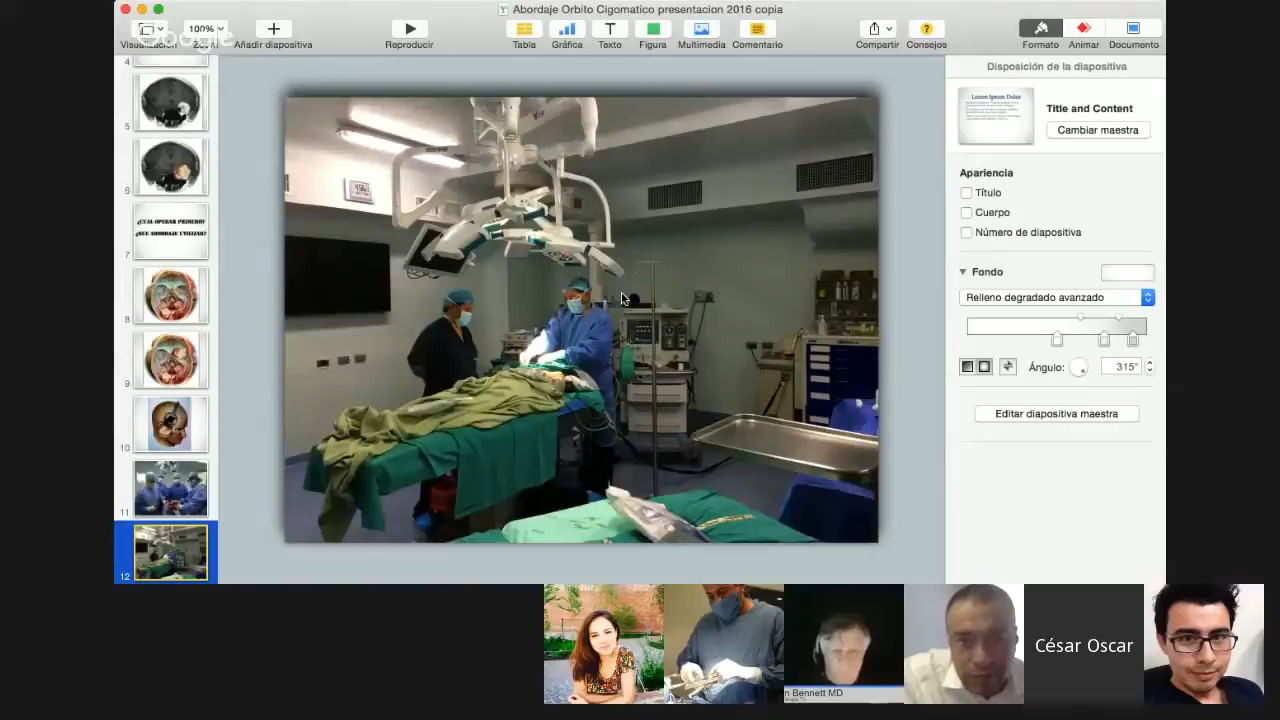 Abordaje Orbito Cigomatico presentacion 2016 copia
Google
100%
Visualización
Zoom
Añadir diapositiva
Reproducir
Tabla
Gráfica
Texto
Figura
Multimedia
Comentario
Compartir
Consejos
Formato
Animar
Documento
Disposición de la diapositiva
Lorem Ipsum Dolor
Title and Content
Cambiar maestra
Apariencia
Título
Cuerpo
Número de diapositiva
Fondo
Relleno degradado avanzado
Ángulo:
315°
Editar diapositiva maestra
4
5
6
¿CUAL OPERAR PRIMERO?
¿QUE ABORDAJE UTILIZAR?
7
8
9
10
11
12
n Bennett MD
César Oscar